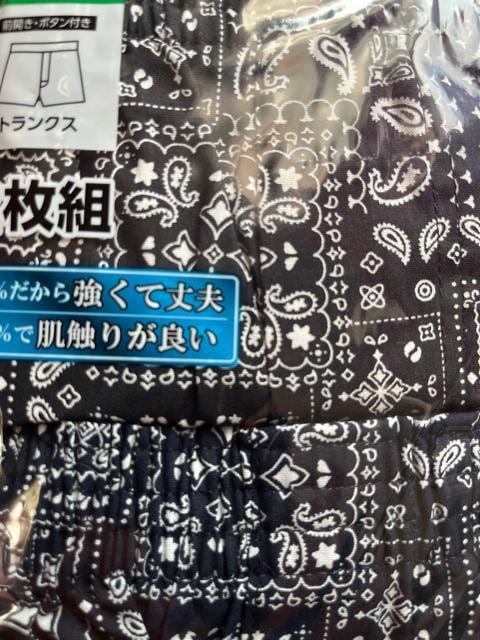 前開き・ボタン付き
トランクス
枚組
%だから強くて丈夫
%で肌触りが良い